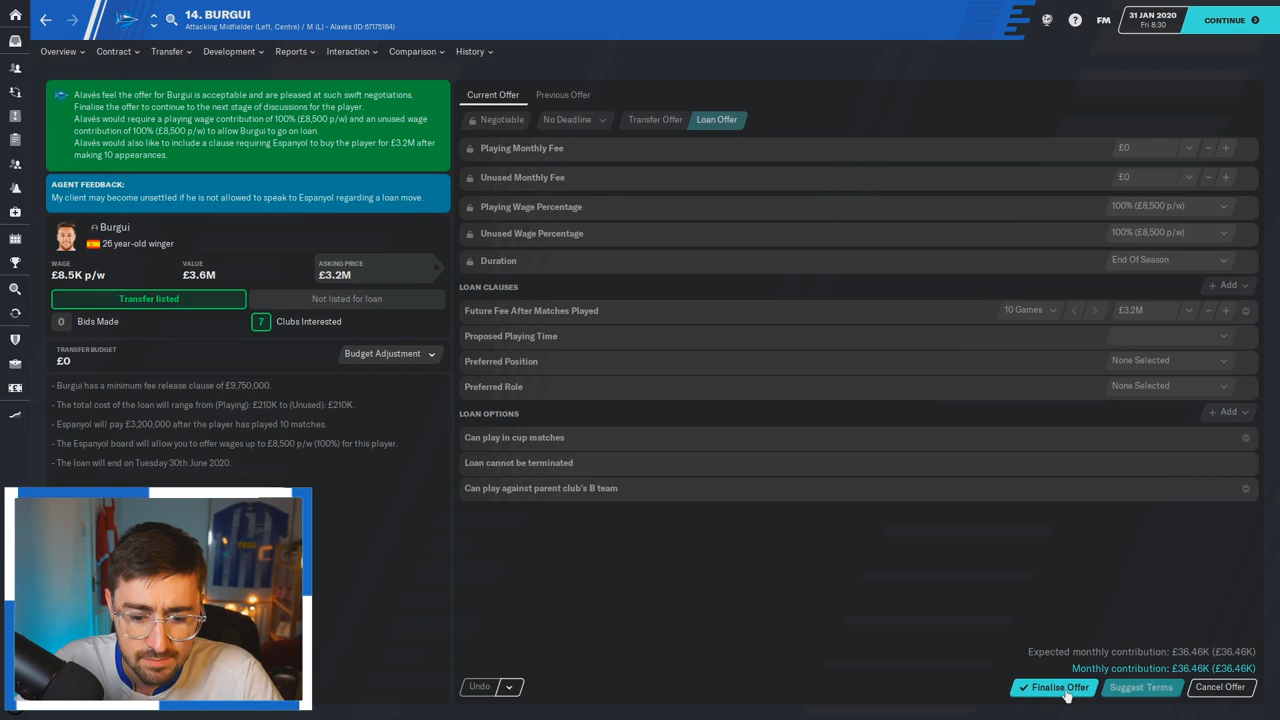 14. BURGUI
Attacking Midfielder (Left, Centre) / M (L) - Alavés (ID:67175184)
FM
31 JAN 2020
Fri 8:30
CONTINUE
Overview
Contract
Transfer
Development
Reports
Interaction
Comparison
History
Alavés feel the offer for Burgui is acceptable and are pleased at such swift negotiations.
Finalise the offer to continue to the next stage of discussions for the player.
Alavés would require a playing wage contribution of 100% (£8,500 p/w) and an unused wage
contribution of 100% (£8,500 p/w) to allow Burgui to go on loan.
Alavés would also like to include a clause requiring Espanyol to buy the player for £3.2M after
making 10 appearances.
AGENT FEEDBACK:
My client may become unsettled if he is not allowed to speak to Espanyol regarding a loan move.
Burgui
26 year-old winger
WAGE
£8.5K p/w
VALUE
£3.6M
ASKING PRICE
£3.2M
Transfer listed
Not listed for loan
0 Bids Made
7 Clubs Interested
TRANSFER BUDGET
£0
Budget Adjustment
- Burgui has a minimum fee release clause of £9,750,000.
- The total cost of the loan will range from (Playing): £210K to (Unused): £210K.
- Espanyol will pay £3,200,000 after the player has played 10 matches.
- The Espanyol board will allow you to offer wages up to £8,500 p/w (100%) for this player.
- The loan will end on Tuesday 30th June 2020.
Current Offer
Previous Offer
Negotiable
No Deadline
Transfer Offer
Loan Offer
Playing Monthly Fee £0
Unused Monthly Fee £0
Playing Wage Percentage 100% (£8,500 p/w)
Unused Wage Percentage 100% (£8,500 p/w)
Duration End Of Season
LOAN CLAUSES + Add
Future Fee After Matches Played 10 Games £3.2M
Proposed Playing Time
Preferred Position None Selected
Preferred Role None Selected
LOAN OPTIONS + Add
Can play in cup matches
Loan cannot be terminated
Can play against parent club's B team
Expected monthly contribution: £36.46K (£36.46K)
Monthly contribution: £36.46K (£36.46K)
Undo
Finalise Offer
Suggest Terms
Cancel Offer